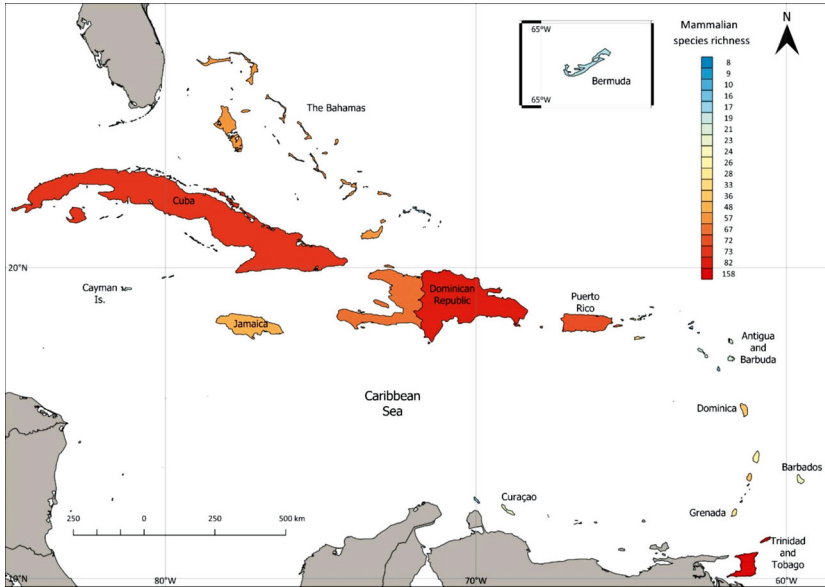 Mammalian
species richness
8
9
10
16
17
19
21
23
24
26
28
33
36
48
57
67
72
73
82
158
N
65°W
65°W
Bermuda
The Bahamas
Cuba
20°N
Cayman
Is.
Jamaica
Dominican
Republic
Puerto
Rico
Antigua
and
Barbuda
Caribbean
Sea
Dominica
Barbados
Curaçao
Grenada
Trinidad
and
Tobago
250
0
250
500 km
10°N
80°W
70°W
60°W